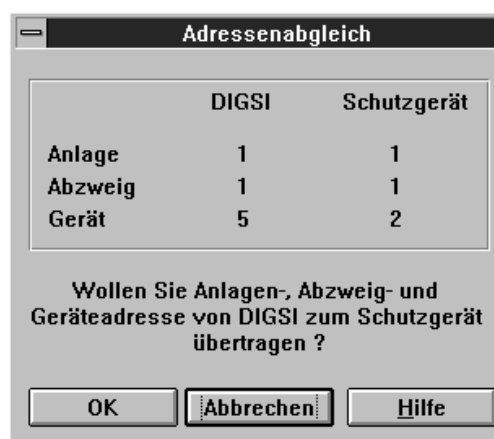 Adressenabgleich
DIGSI Schutzgerät
Anlage 1 1
Abzweig 1 1
Gerät 5 2
Wollen Sie Anlagen-, Abzweig- und
Geräteadresse von DIGSI zum Schutzgerät
übertragen ?
OK Abbrechen Hilfe